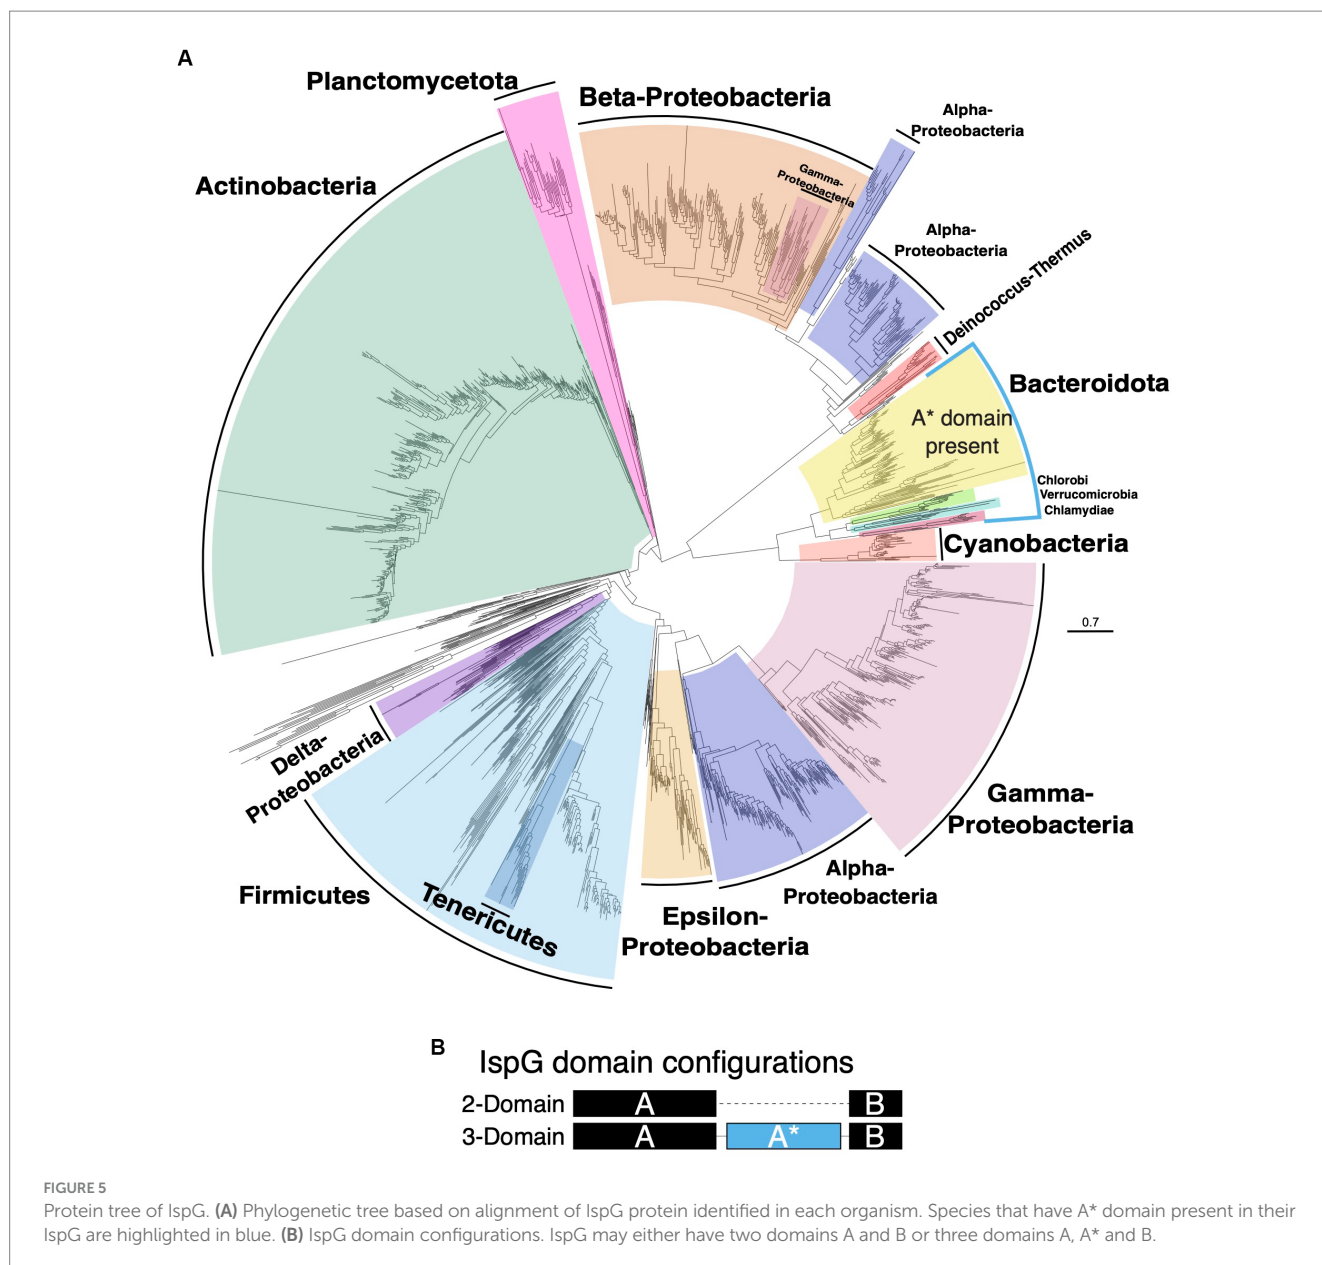 A
Planctomycetota
Beta-Proteobacteria
Alpha-
Proteobacteria
Gamma-
Proteobacteria
Actinobacteria
Alpha-
Proteobacteria
Deinococcus-Thermus
Bacteroidota
A* domain
present
Chlorobi
Verrucomicrobia
Chlamydiae
Cyanobacteria
0.7
Delta-
Proteobacteria
Gamma-
Proteobacteria
Alpha-
Proteobacteria
Firmicutes
Tenericutes
Epsilon-
Proteobacteria
B
IspG domain configurations
2-Domain A B
3-Domain A A* B
FIGURE 5
Protein tree of IspG. (A) Phylogenetic tree based on alignment of IspG protein identified in each organism. Species that have A* domain present in their
IspG are highlighted in blue. (B) IspG domain configurations. IspG may either have two domains A and B or three domains A, A* and B.